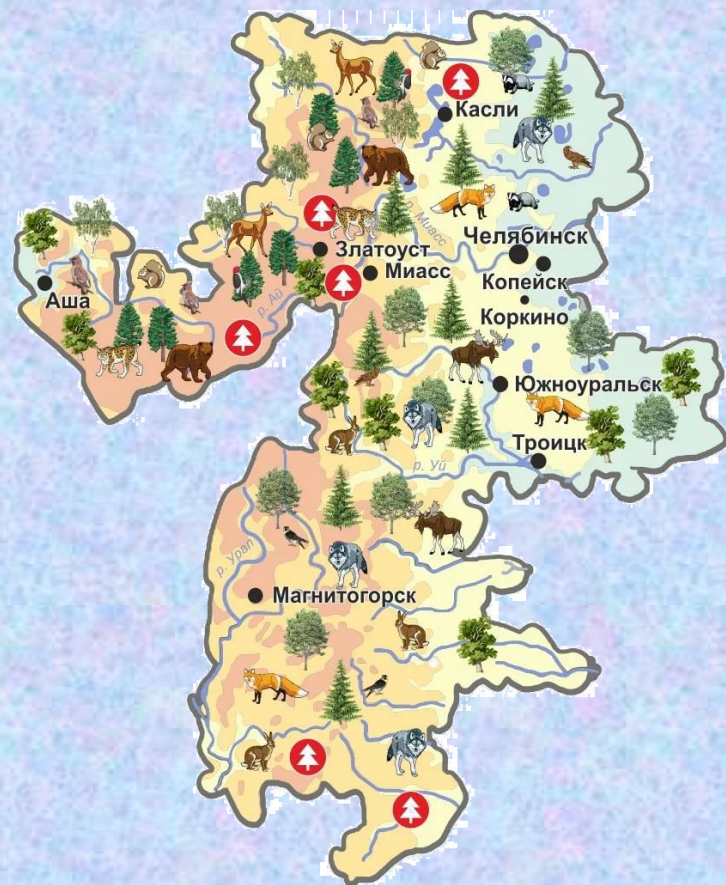 Касли
р. Миасс
Челябинск
Златоуст
Миасс
Копейск
Аша
р. Ай
Коркино
Южноуральск
Троицк
р. Уй
р. Урал
Магнитогорск